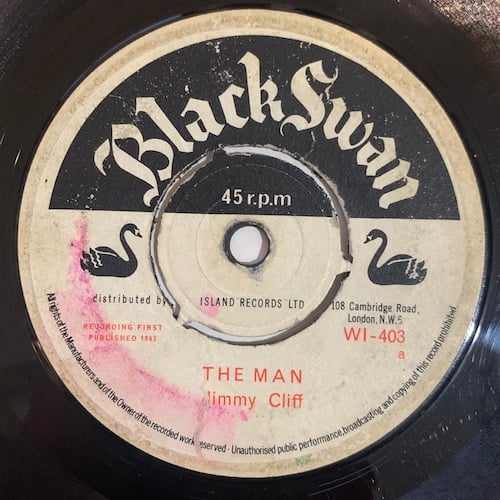 Black Swan
45 r.p.m
distributed by ISLAND RECORDS LTD
108 Cambridge Road,
London, N.W.6
RECORDING FIRST
PUBLISHED 1963
WI-403
a
THE MAN
Jimmy Cliff
All rights of the Manufacturers and of the Owner of the recorded work reserved · Unauthorised public performance, broadcasting and copying of this record prohibited